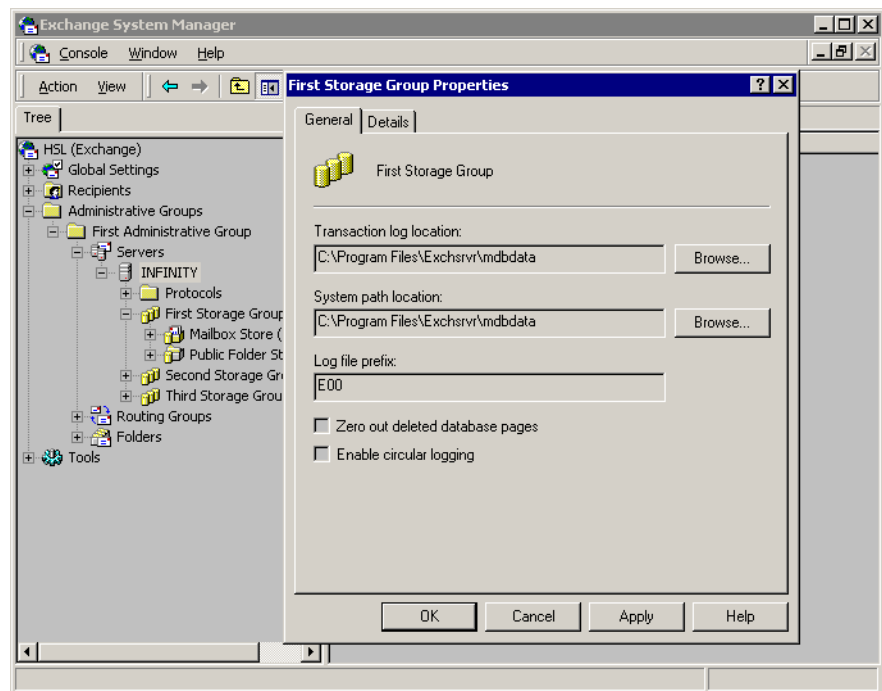 Exchange System Manager
Console Window Help
Action View
First Storage Group Properties
Tree
General Details
HSL (Exchange)
Global Settings
Recipients
Administrative Groups
First Administrative Group
Servers
INFINITY
Protocols
First Storage Group
Mailbox Store (
Public Folder St
Second Storage Gr
Third Storage Grou
Routing Groups
Folders
Tools
First Storage Group
Transaction log location:
C:\Program Files\Exchsrvr\mdbdata Browse...
System path location:
C:\Program Files\Exchsrvr\mdbdata Browse...
Log file prefix:
E00
Zero out deleted database pages
Enable circular logging
OK Cancel Apply Help